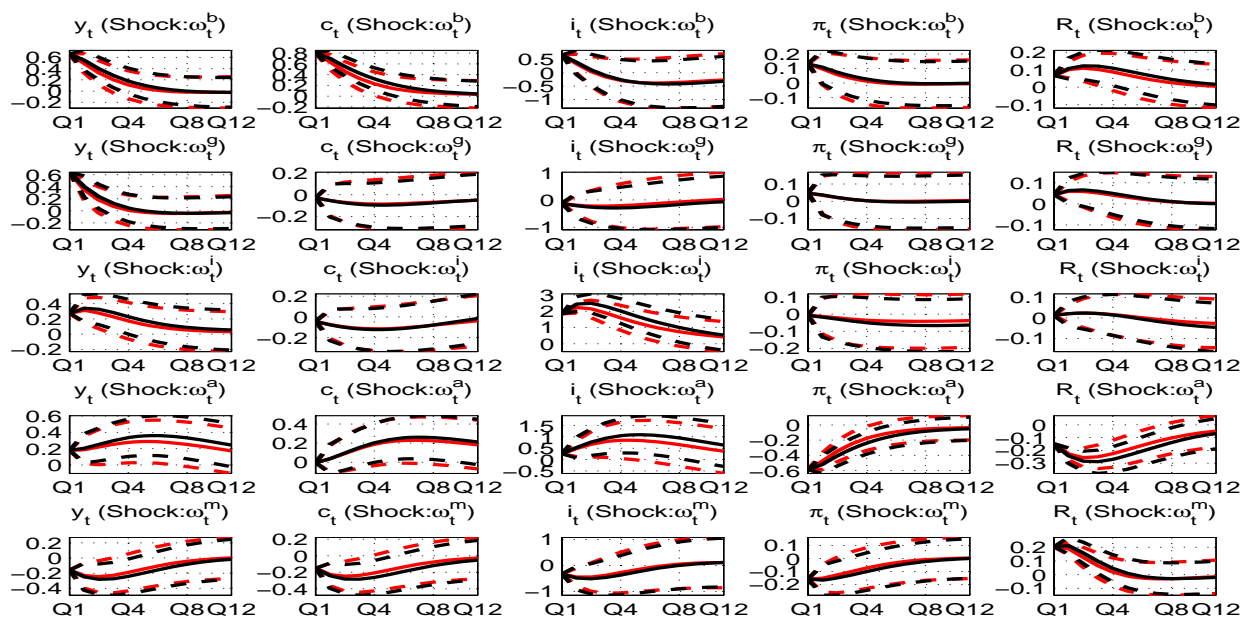 y_t (Shock:ω_t^b)
0.6
0.4
0.2
0
−0.2
Q1 Q4 Q8 Q12
c_t (Shock:ω_t^b)
0.8
0.6
0.4
0.2
0
−0.2
Q1 Q4 Q8 Q12
i_t (Shock:ω_t^b)
0.5
0
−0.5
−1
Q1 Q4 Q8 Q12
π_t (Shock:ω_t^b)
0.2
0.1
0
−0.1
Q1 Q4 Q8 Q12
R_t (Shock:ω_t^b)
0.2
0.1
0
−0.1
Q1 Q4 Q8 Q12
y_t (Shock:ω_t^g)
0.6
0.4
0.2
0
−0.2
Q1 Q4 Q8 Q12
c_t (Shock:ω_t^g)
0.2
0
−0.2
Q1 Q4 Q8 Q12
i_t (Shock:ω_t^g)
1
0
−1
Q1 Q4 Q8 Q12
π_t (Shock:ω_t^g)
0.1
0
−0.1
Q1 Q4 Q8 Q12
R_t (Shock:ω_t^g)
0.1
0
−0.1
Q1 Q4 Q8 Q12
y_t (Shock:ω_t^i)
0.4
0.2
0
−0.2
Q1 Q4 Q8 Q12
c_t (Shock:ω_t^i)
0.2
0
−0.2
Q1 Q4 Q8 Q12
i_t (Shock:ω_t^i)
3
2
1
0
Q1 Q4 Q8 Q12
π_t (Shock:ω_t^i)
0.1
0
−0.1
−0.2
Q1 Q4 Q8 Q12
R_t (Shock:ω_t^i)
0.1
0
−0.1
Q1 Q4 Q8 Q12
y_t (Shock:ω_t^a)
0.6
0.4
0.2
0
Q1 Q4 Q8 Q12
c_t (Shock:ω_t^a)
0.4
0.2
0
Q1 Q4 Q8 Q12
i_t (Shock:ω_t^a)
1.5
1
0.5
0
−0.5
Q1 Q4 Q8 Q12
π_t (Shock:ω_t^a)
0
−0.2
−0.4
−0.6
Q1 Q4 Q8 Q12
R_t (Shock:ω_t^a)
0
−0.1
−0.2
−0.3
Q1 Q4 Q8 Q12
y_t (Shock:ω_t^m)
0.2
0
−0.2
−0.4
Q1 Q4 Q8 Q12
c_t (Shock:ω_t^m)
0.2
0
−0.2
−0.4
Q1 Q4 Q8 Q12
i_t (Shock:ω_t^m)
1
0
−1
Q1 Q4 Q8 Q12
π_t (Shock:ω_t^m)
0.1
0
−0.1
−0.2
Q1 Q4 Q8 Q12
R_t (Shock:ω_t^m)
0.2
0.1
0
−0.1
Q1 Q4 Q8 Q12